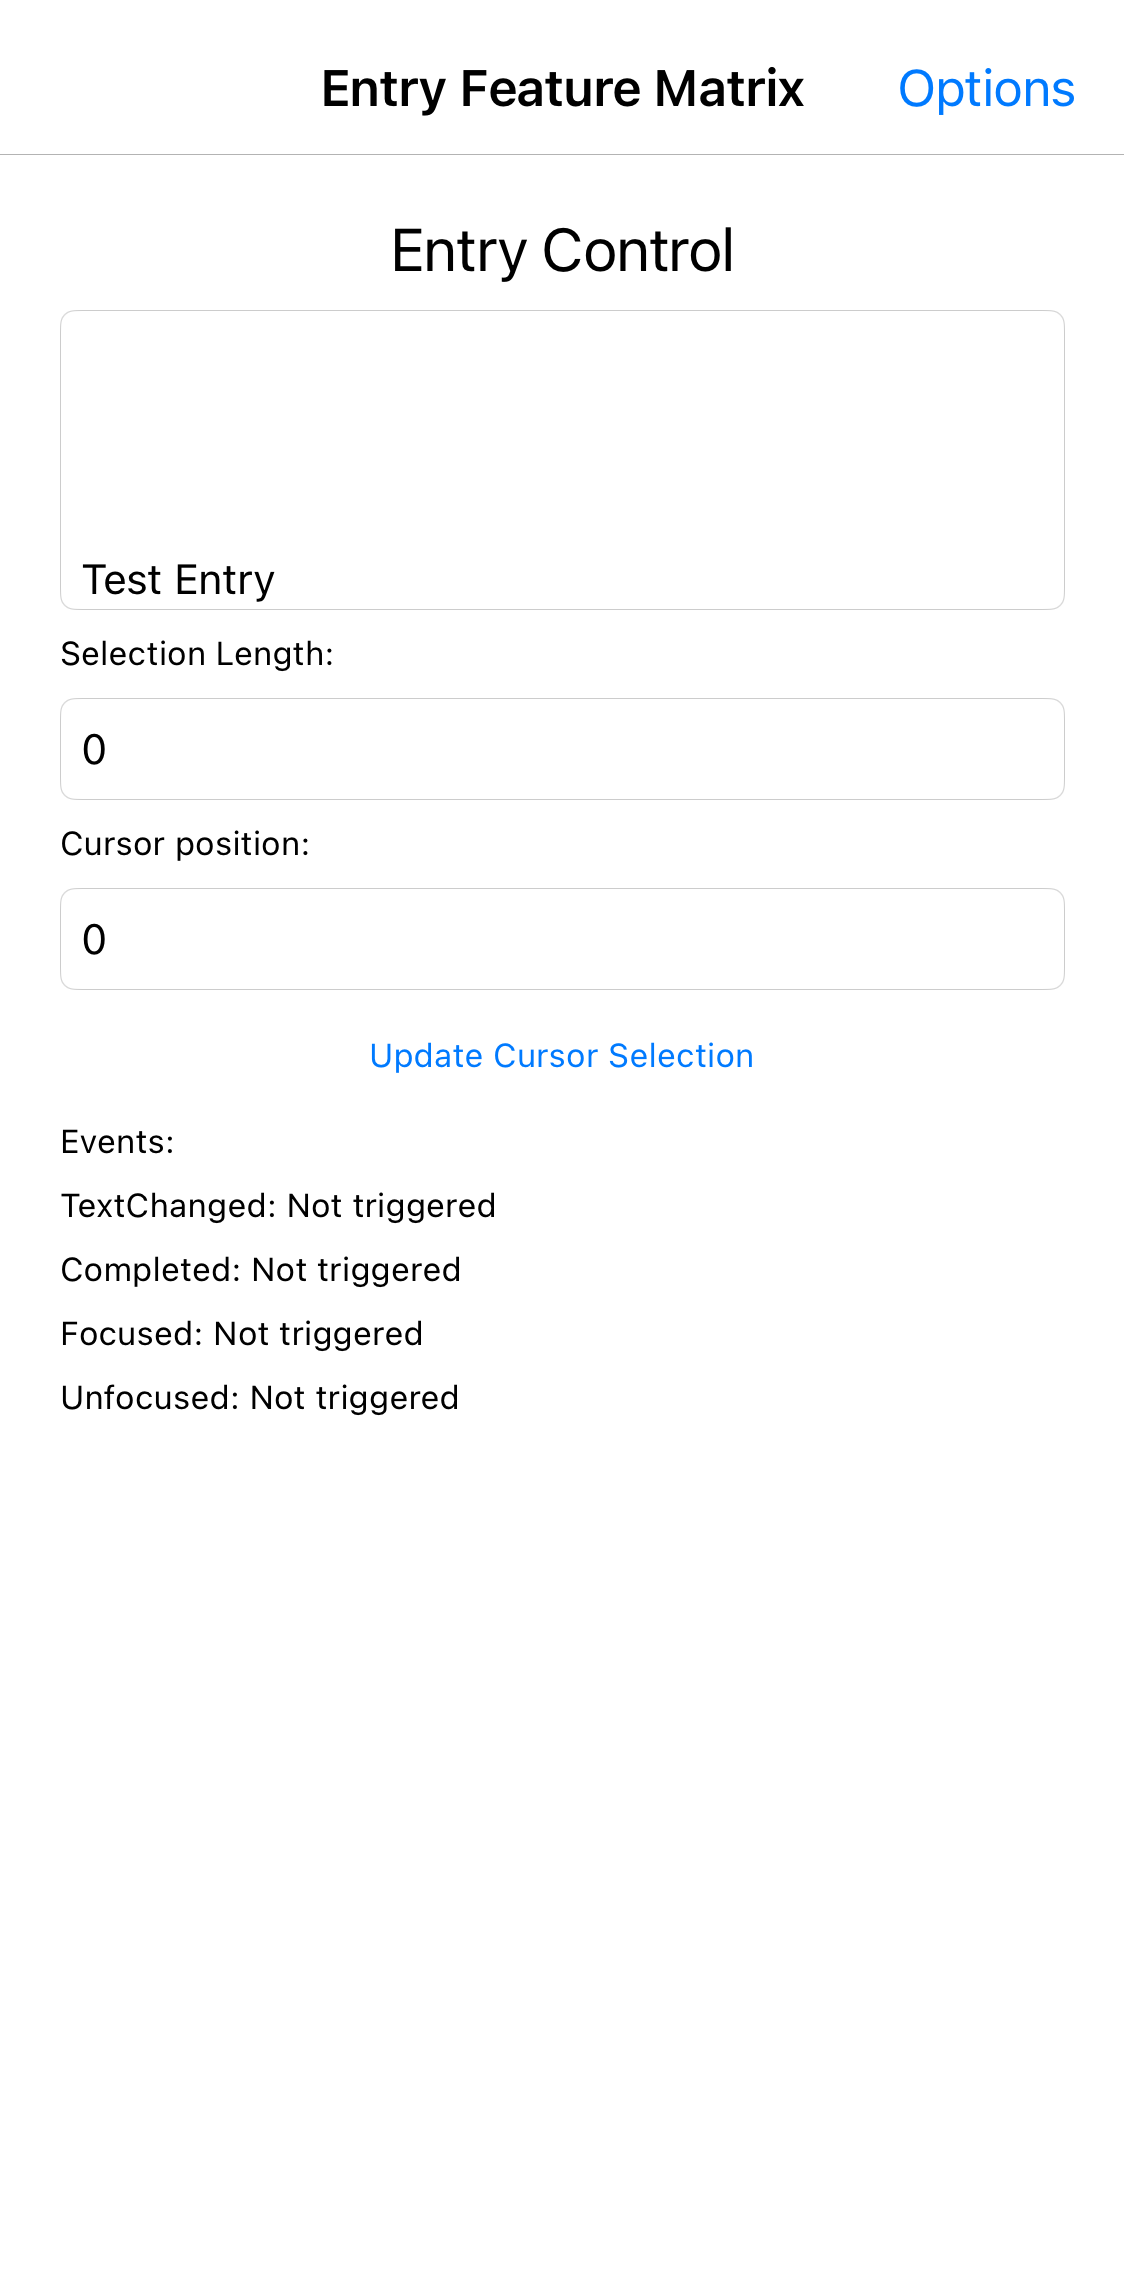 Entry Feature Matrix Options
Entry Control
Test Entry
Selection Length:
0
Cursor position:
0
Update Cursor Selection
Events:
TextChanged: Not triggered
Completed: Not triggered
Focused: Not triggered
Unfocused: Not triggered